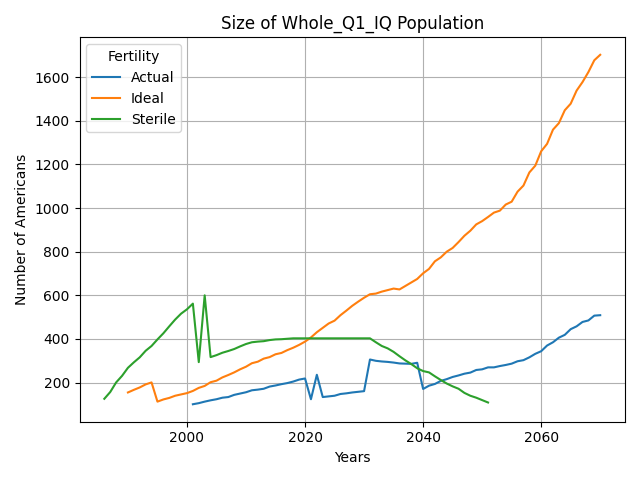 Size of Whole_Q1_IQ Population
Fertility
Actual
Ideal
Sterile
Number of Americans
1600
1400
1200
1000
800
600
400
200
2000
2020
2040
2060
Years